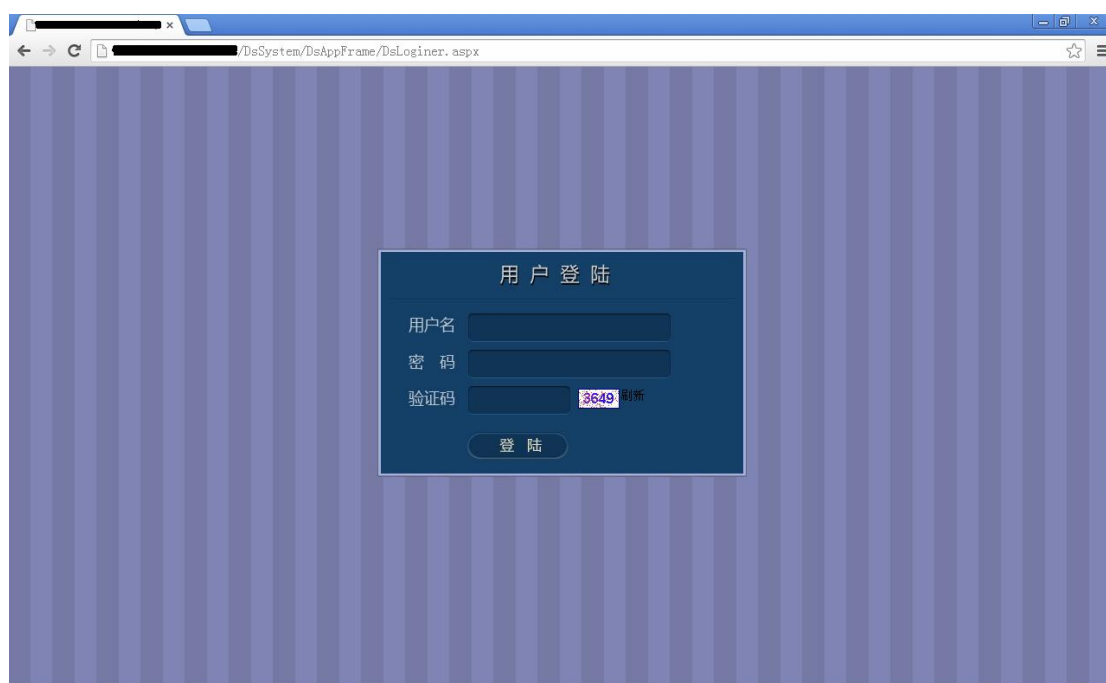 /DsSystem/DsAppFrame/DsLoginer.aspx
用户登陆
用户名
密 码
验证码 3649 刷新
登 陆